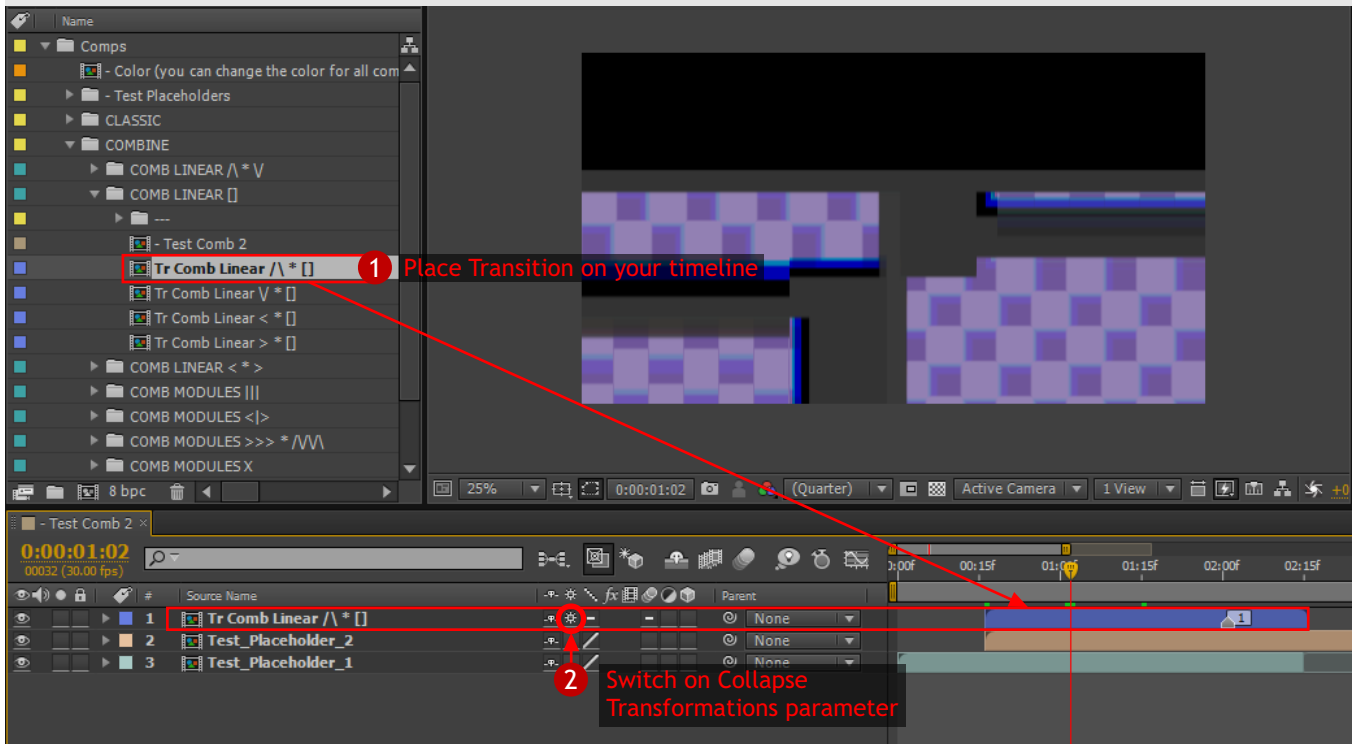 Name
Comps
- Color (you can change the color for all com
- Test Placeholders
CLASSIC
COMBINE
COMB LINEAR /\ * \/
COMB LINEAR []
---
- Test Comb 2
Tr Comb Linear /\ * []
1 Place Transition on your timeline
Tr Comb Linear \/ * []
Tr Comb Linear < * []
Tr Comb Linear > * []
COMB LINEAR < * >
COMB MODULES |||
COMB MODULES <|>
COMB MODULES >>> * /\/\/\
COMB MODULES X
8 bpc
25% 0:00:01:02 (Quarter) Active Camera 1 View +0
- Test Comb 2 ×
0:00:01:02
00032 (30.00 fps)
0:00f 00:15f 01:00f 01:15f 02:00f 02:15f
# Source Name fx Parent
1 Tr Comb Linear /\ * [] None 1
2 Test_Placeholder_2 None
3 Test_Placeholder_1 None
2 Switch on Collapse
Transformations parameter